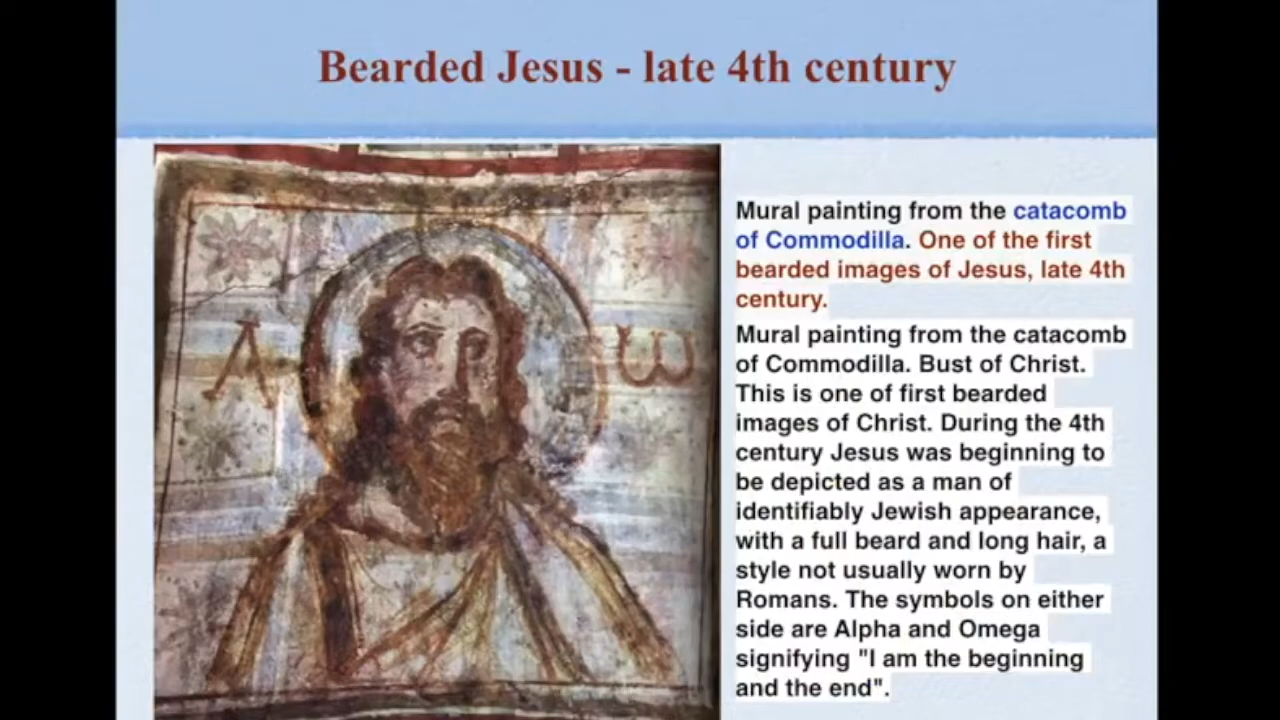 Bearded Jesus - late 4th century
Α
ω
Mural painting from the catacomb
of Commodilla. One of the first
bearded images of Jesus, late 4th
century.
Mural painting from the catacomb
of Commodilla. Bust of Christ.
This is one of first bearded
images of Christ. During the 4th
century Jesus was beginning to
be depicted as a man of
identifiably Jewish appearance,
with a full beard and long hair, a
style not usually worn by
Romans. The symbols on either
side are Alpha and Omega
signifying "I am the beginning
and the end".